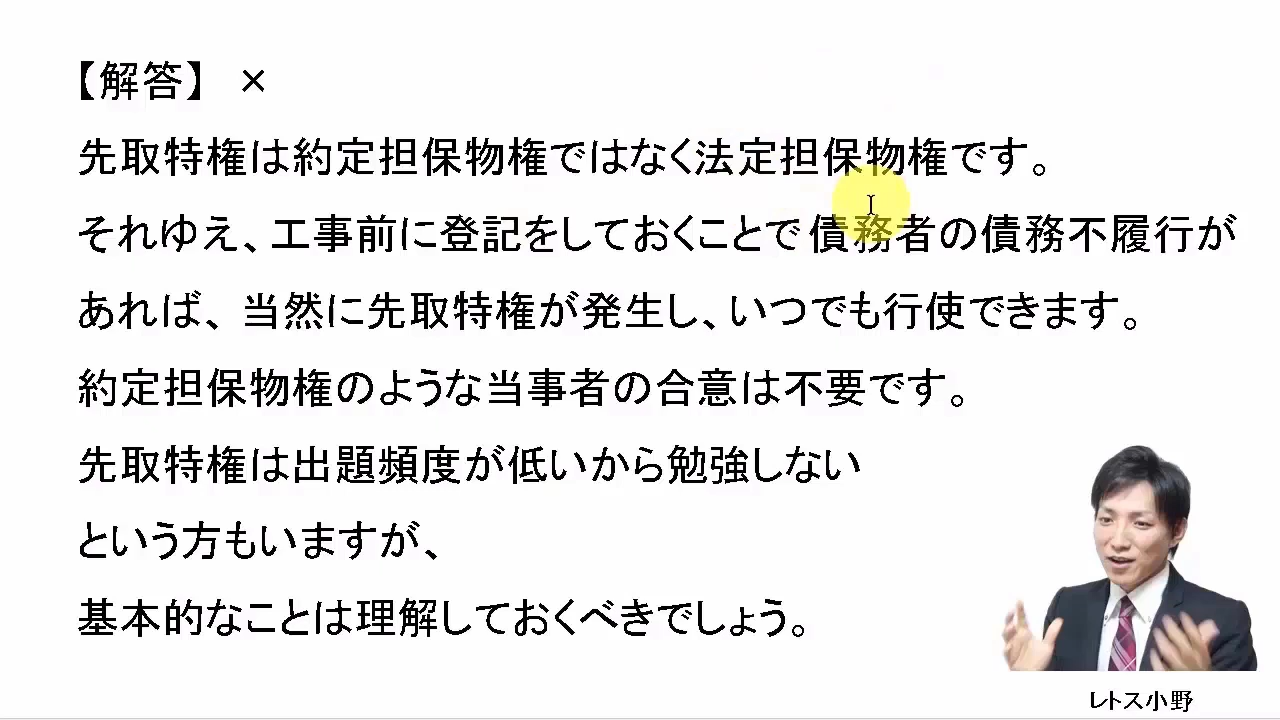 【解答】 ×
先取特権は約定担保物権ではなく法定担保物権です。
それゆえ、工事前に登記をしておくことで債務者の債務不履行が
あれば、当然に先取特権が発生し、いつでも行使できます。
約定担保物権のような当事者の合意は不要です。
先取特権は出題頻度が低いから勉強しない
という方もいますが、
基本的なことは理解しておくべきでしょう。
レトス小野